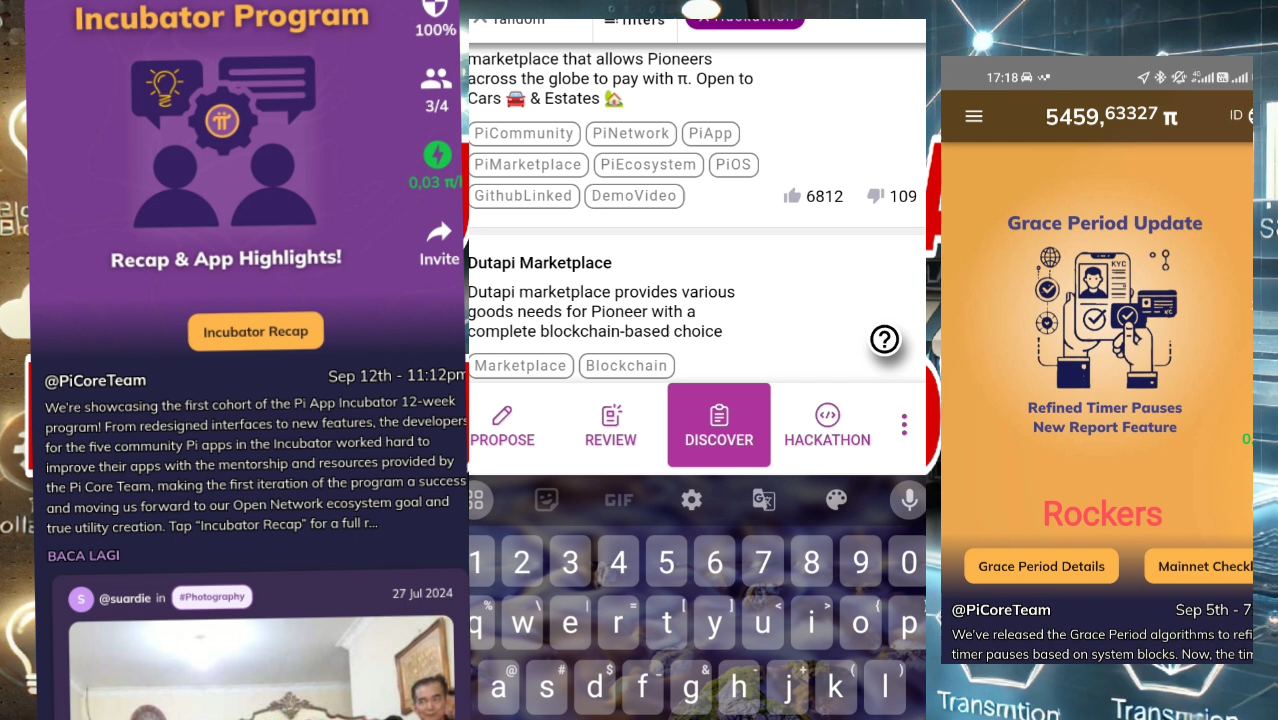 Incubator Program
100%
3/4
0,03 π/
Invite
Recap & App Highlights!
Incubator Recap
@PiCoreTeam
Sep 12th - 11:12pm
We're showcasing the first cohort of the Pi App Incubator 12-week
program! From redesigned interfaces to new features, the developers
for the five community Pi apps in the Incubator worked hard to
improve their apps with the mentorship and resources provided by
the Pi Core Team, making the first iteration of the program a success
and moving us forward to our Open Network ecosystem goal and
true utility creation. Tap "Incubator Recap" for a full r...
BACA LAGI
S
@suardie in #Photography
27 Jul 2024
random
filters
Hackathon
marketplace that allows Pioneers
across the globe to pay with π. Open to
Cars 🚘 & Estates 🏡
PiCommunity PiNetwork PiApp
PiMarketplace PiEcosystem PiOS
GithubLinked DemoVideo
6812 109
Dutapi Marketplace
Dutapi marketplace provides various
goods needs for Pioneer with a
complete blockchain-based choice
Marketplace Blockchain
PROPOSE REVIEW DISCOVER HACKATHON
GIF
1 2 3 4 5 6 7 8 9 0
% \ | = [ ] < > {
q w e r t y u i o p
@ # $ _ & - + ( )
a s d f g h j k l
17:18
5459,63327 π
ID
Grace Period Update
KYC
Refined Timer Pauses
New Report Feature
0,
Rockers
Grace Period Details
Mainnet Checkl
@PiCoreTeam
Sep 5th - 7
We've released the Grace Period algorithms to refi
timer pauses based on system blocks. Now, the tim
Transmtion